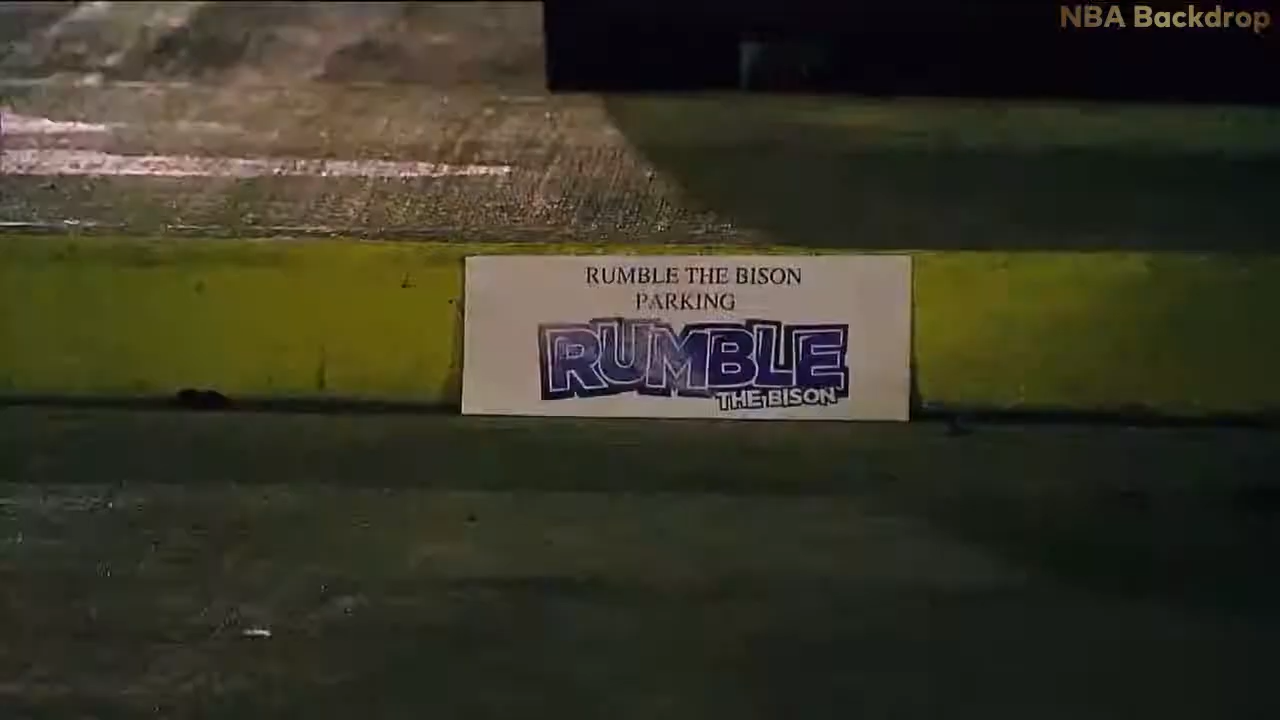 NBA Backdrop
RUMBLE THE BISON
PARKING
RUMBLE
THE BISON